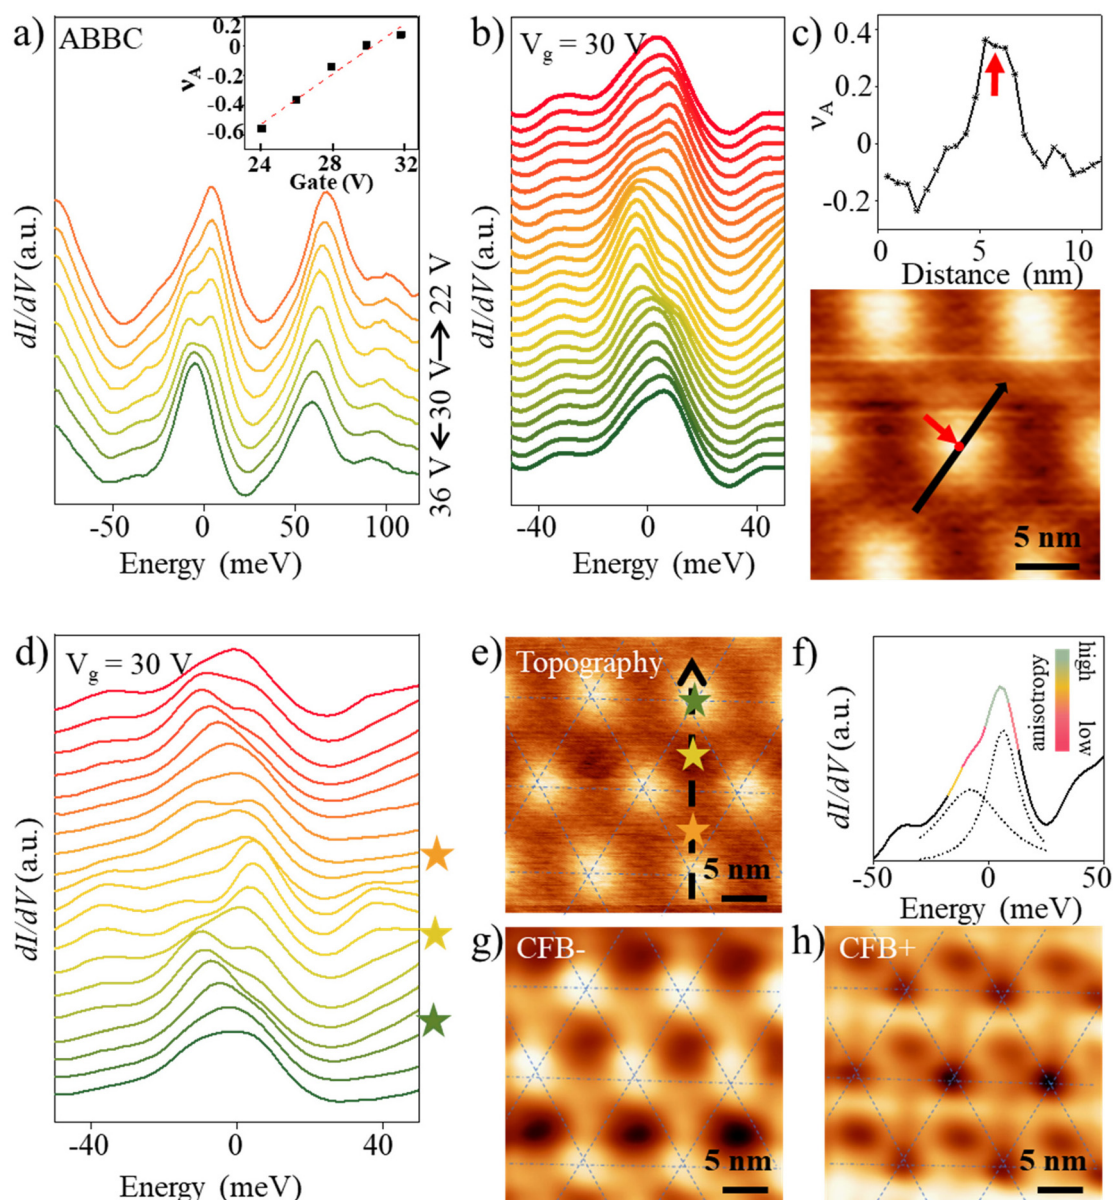 a) ABBC
ν_A
0.2
0
-0.2
-0.4
-0.6
24
28
32
Gate (V)
dI/dV (a.u.)
-50
0
50
100
Energy (meV)
36 V ← 30 V → 22 V
b)
V_g = 30 V
dI/dV (a.u.)
-40
0
40
Energy (meV)
c)
ν_A
0.4
0.2
0
-0.2
0
5
10
Distance (nm)
5 nm
d)
V_g = 30 V
dI/dV (a.u.)
-40
0
40
Energy (meV)
e) Topography
5 nm
f)
anisotropy
high
low
dI/dV (a.u.)
-50
0
50
Energy (meV)
g) CFB-
5 nm
h) CFB+
5 nm